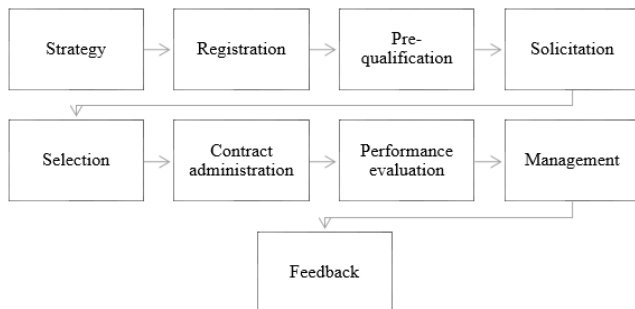 Strategy
Registration
Pre-
qualification
Solicitation
Selection
Contract
administration
Performance
evaluation
Management
Feedback